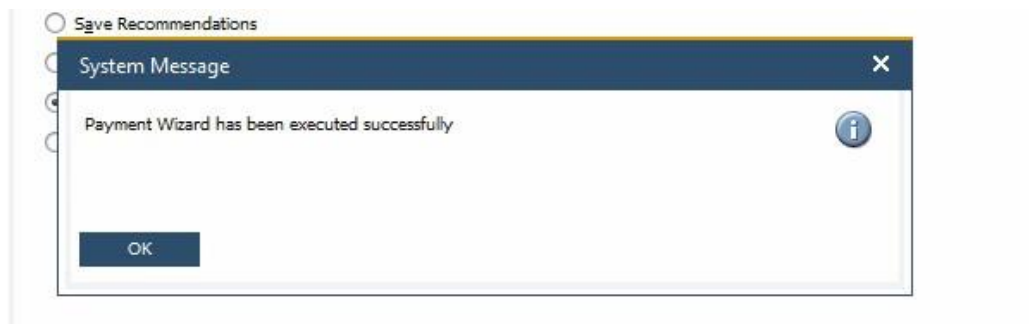 Save Recommendations
System Message
Payment Wizard has been executed successfully
OK